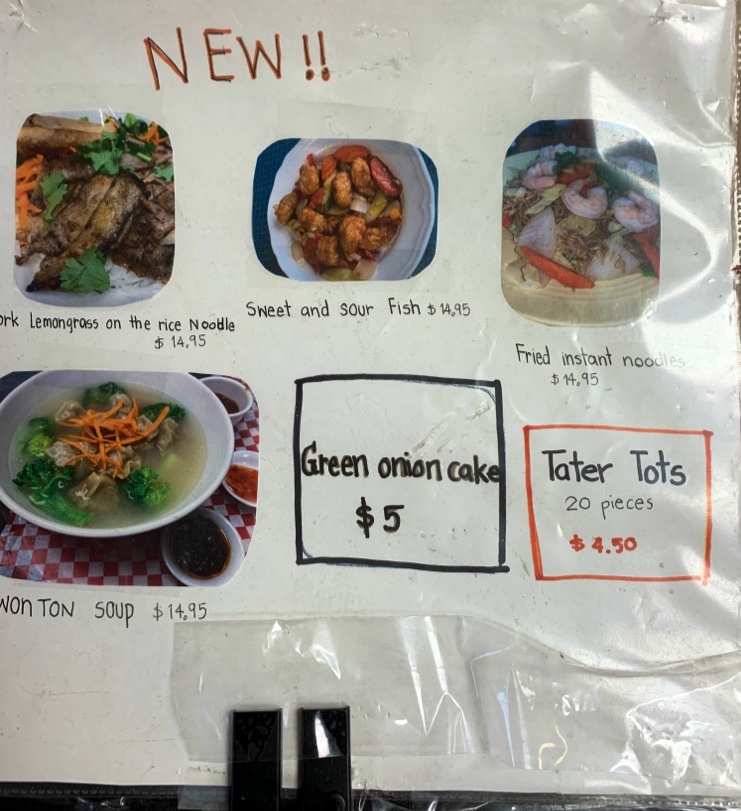 NEW!!
ork Lemongrass on the rice Noodle
$14.95
Sweet and sour Fish $14.95
Fried instant noodles
$14.95
Green onion cake
$5
Tater Tots
20 pieces
$4.50
WON TON SOUP $14.95